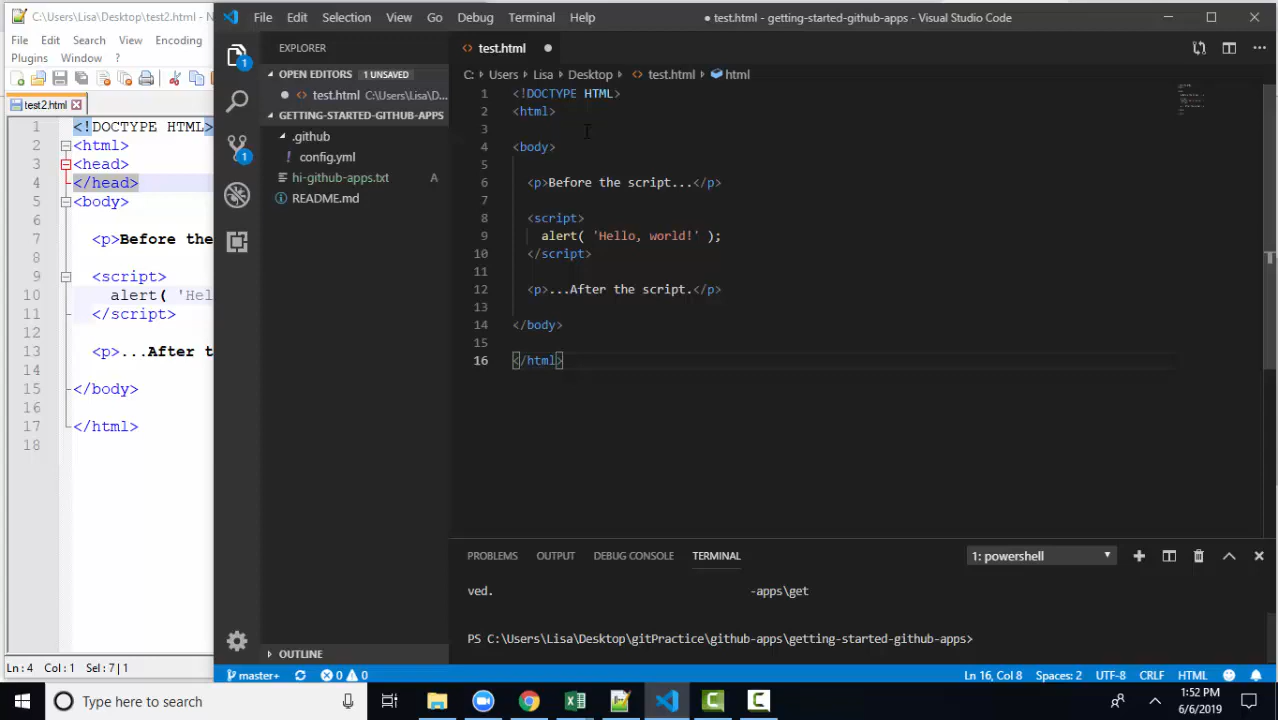 C:\Users\Lisa\Desktop\test2.html - N
File Edit Search View Encoding
Plugins Window ?
test2.html
1 <!DOCTYPE HTML>
2 <html>
3 <head>
4 </head>
5 <body>
6
7 <p>Before the
8
9 <script>
10 alert( 'Hel
11 </script>
12
13 <p>...After t
14
15 </body>
16
17 </html>
18
Ln:4 Col:1 Sel:7|1
File Edit Selection View Go Debug Terminal Help
● test.html - getting-started-github-apps - Visual Studio Code
EXPLORER
OPEN EDITORS 1 UNSAVED
test.html C:\Users\Lisa\D...
GETTING-STARTED-GITHUB-APPS
.github
! config.yml
hi-github-apps.txt A
README.md
OUTLINE
1
1
test.html
C: > Users > Lisa > Desktop > test.html > html
1 <!DOCTYPE HTML>
2 <html>
3
4 <body>
5
6 <p>Before the script...</p>
7
8 <script>
9 alert( 'Hello, world!' );
10 </script>
11
12 <p>...After the script.</p>
13
14 </body>
15
16 </html>
PROBLEMS OUTPUT DEBUG CONSOLE TERMINAL
1: powershell
ved. -apps\get
PS C:\Users\Lisa\Desktop\gitPractice\github-apps\getting-started-github-apps>
master+ 0 0 Ln 16, Col 8 Spaces: 2 UTF-8 CRLF HTML
Type here to search
1:52 PM
6/6/2019